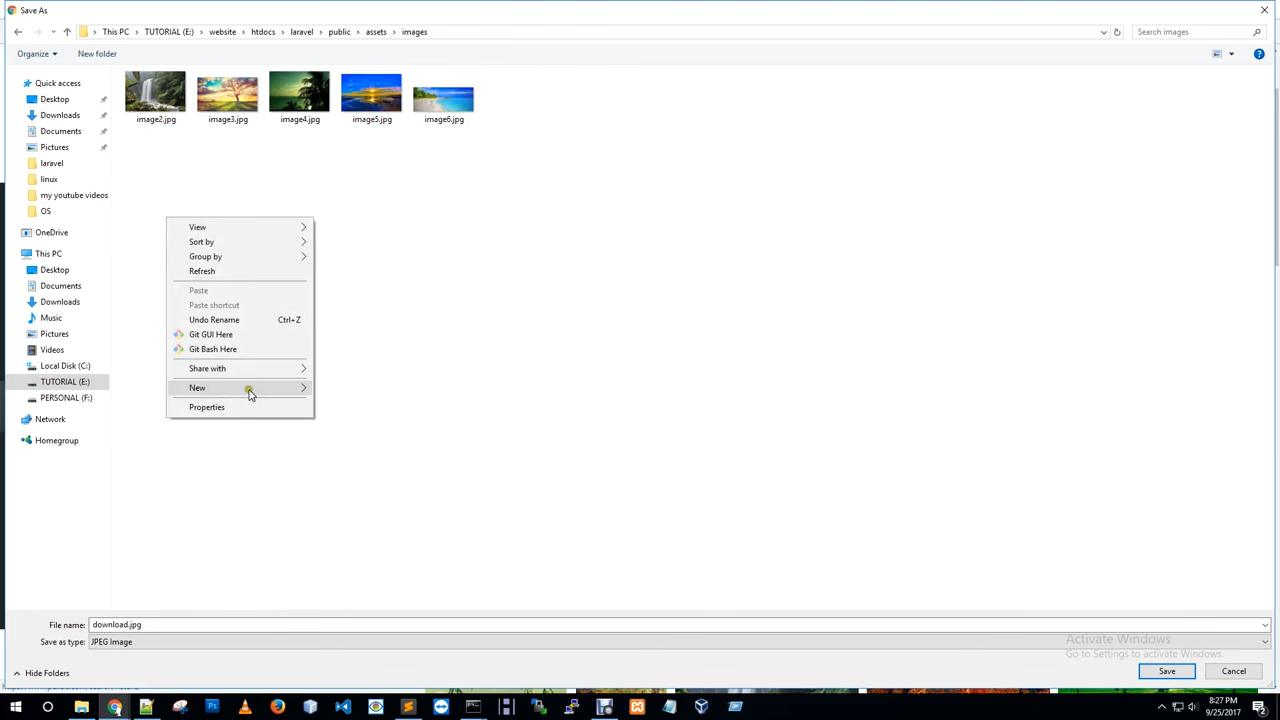 Save As
This PC
TUTORIAL (E:)
website
htdocs
laravel
public
assets
images
Search images
Organize
New folder
Quick access
Desktop
Downloads
Documents
Pictures
laravel
linux
my youtube videos
OS
OneDrive
This PC
Desktop
Documents
Downloads
Music
Pictures
Videos
Local Disk (C:)
TUTORIAL (E:)
PERSONAL (F:)
Network
Homegroup
image2.jpg
image3.jpg
image4.jpg
image5.jpg
image6.jpg
View
Sort by
Group by
Refresh
Paste
Paste shortcut
Undo Rename Ctrl+Z
Git GUI Here
Git Bash Here
Share with
New
Properties
File name: download.jpg
Save as type: JPEG Image
Activate Windows
Go to Settings to activate Windows.
Hide Folders
Save
Cancel
8:27 PM
9/25/2017